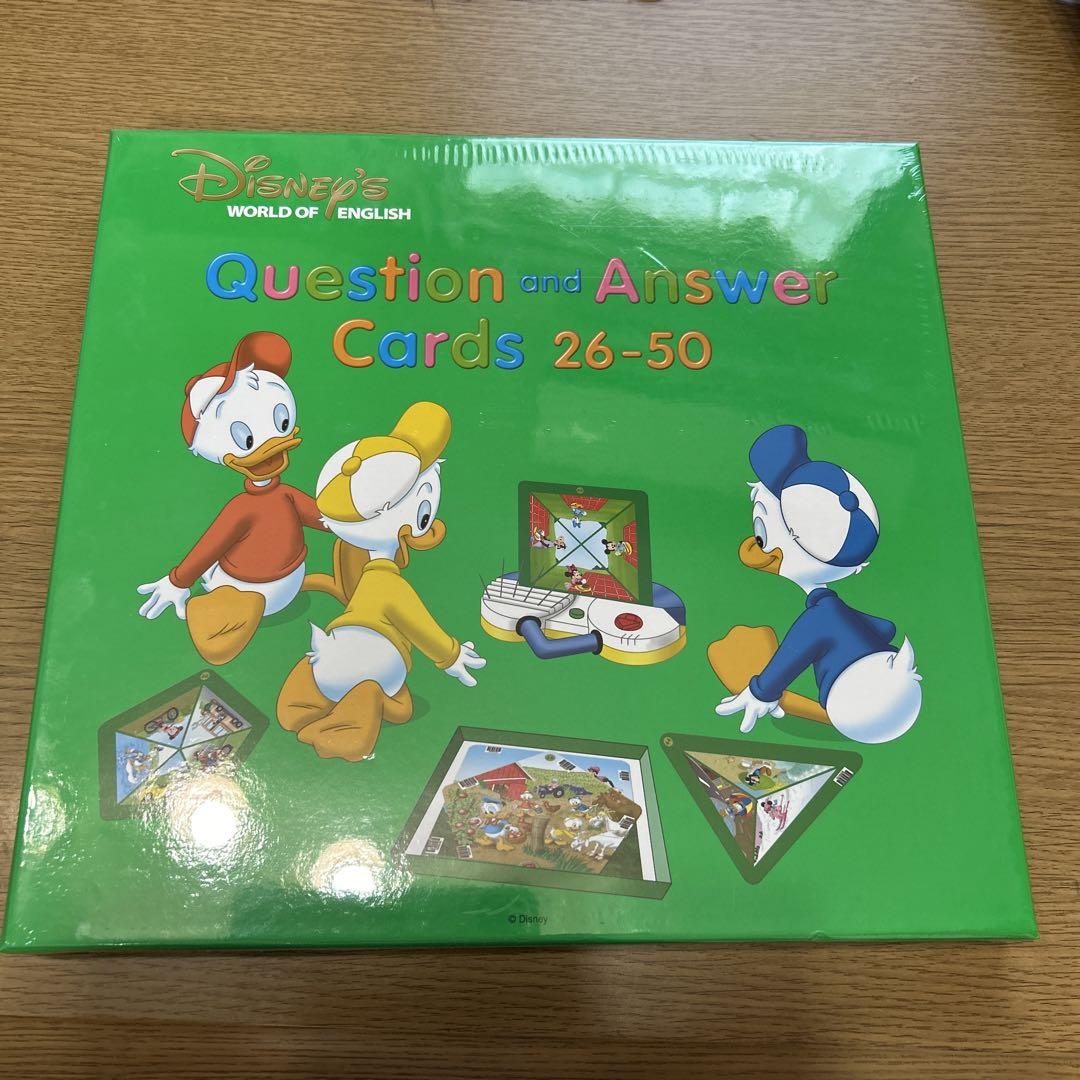 Disney's
WORLD OF ENGLISH
Question and Answer
Cards 26-50
© Disney